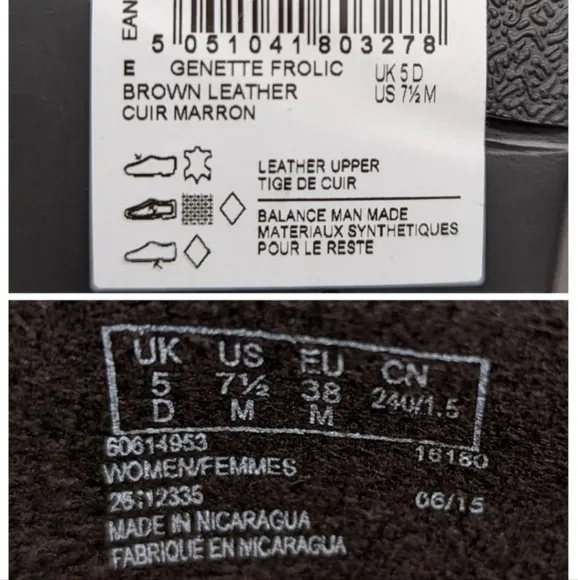 EAN
5 051041 803278
E GENETTE FROLIC UK 5 D
BROWN LEATHER US 7½ M
CUIR MARRON
LEATHER UPPER
TIGE DE CUIR
BALANCE MAN MADE
MATERIAUX SYNTHETIQUES
POUR LE RESTE
UK US EU CN
5 7½ 38 240/1.5
D M M
60614953 16180
WOMEN/FEMMES
06/15
MADE IN NICARAGUA
FABRIQUÉ EN NICARAGUA